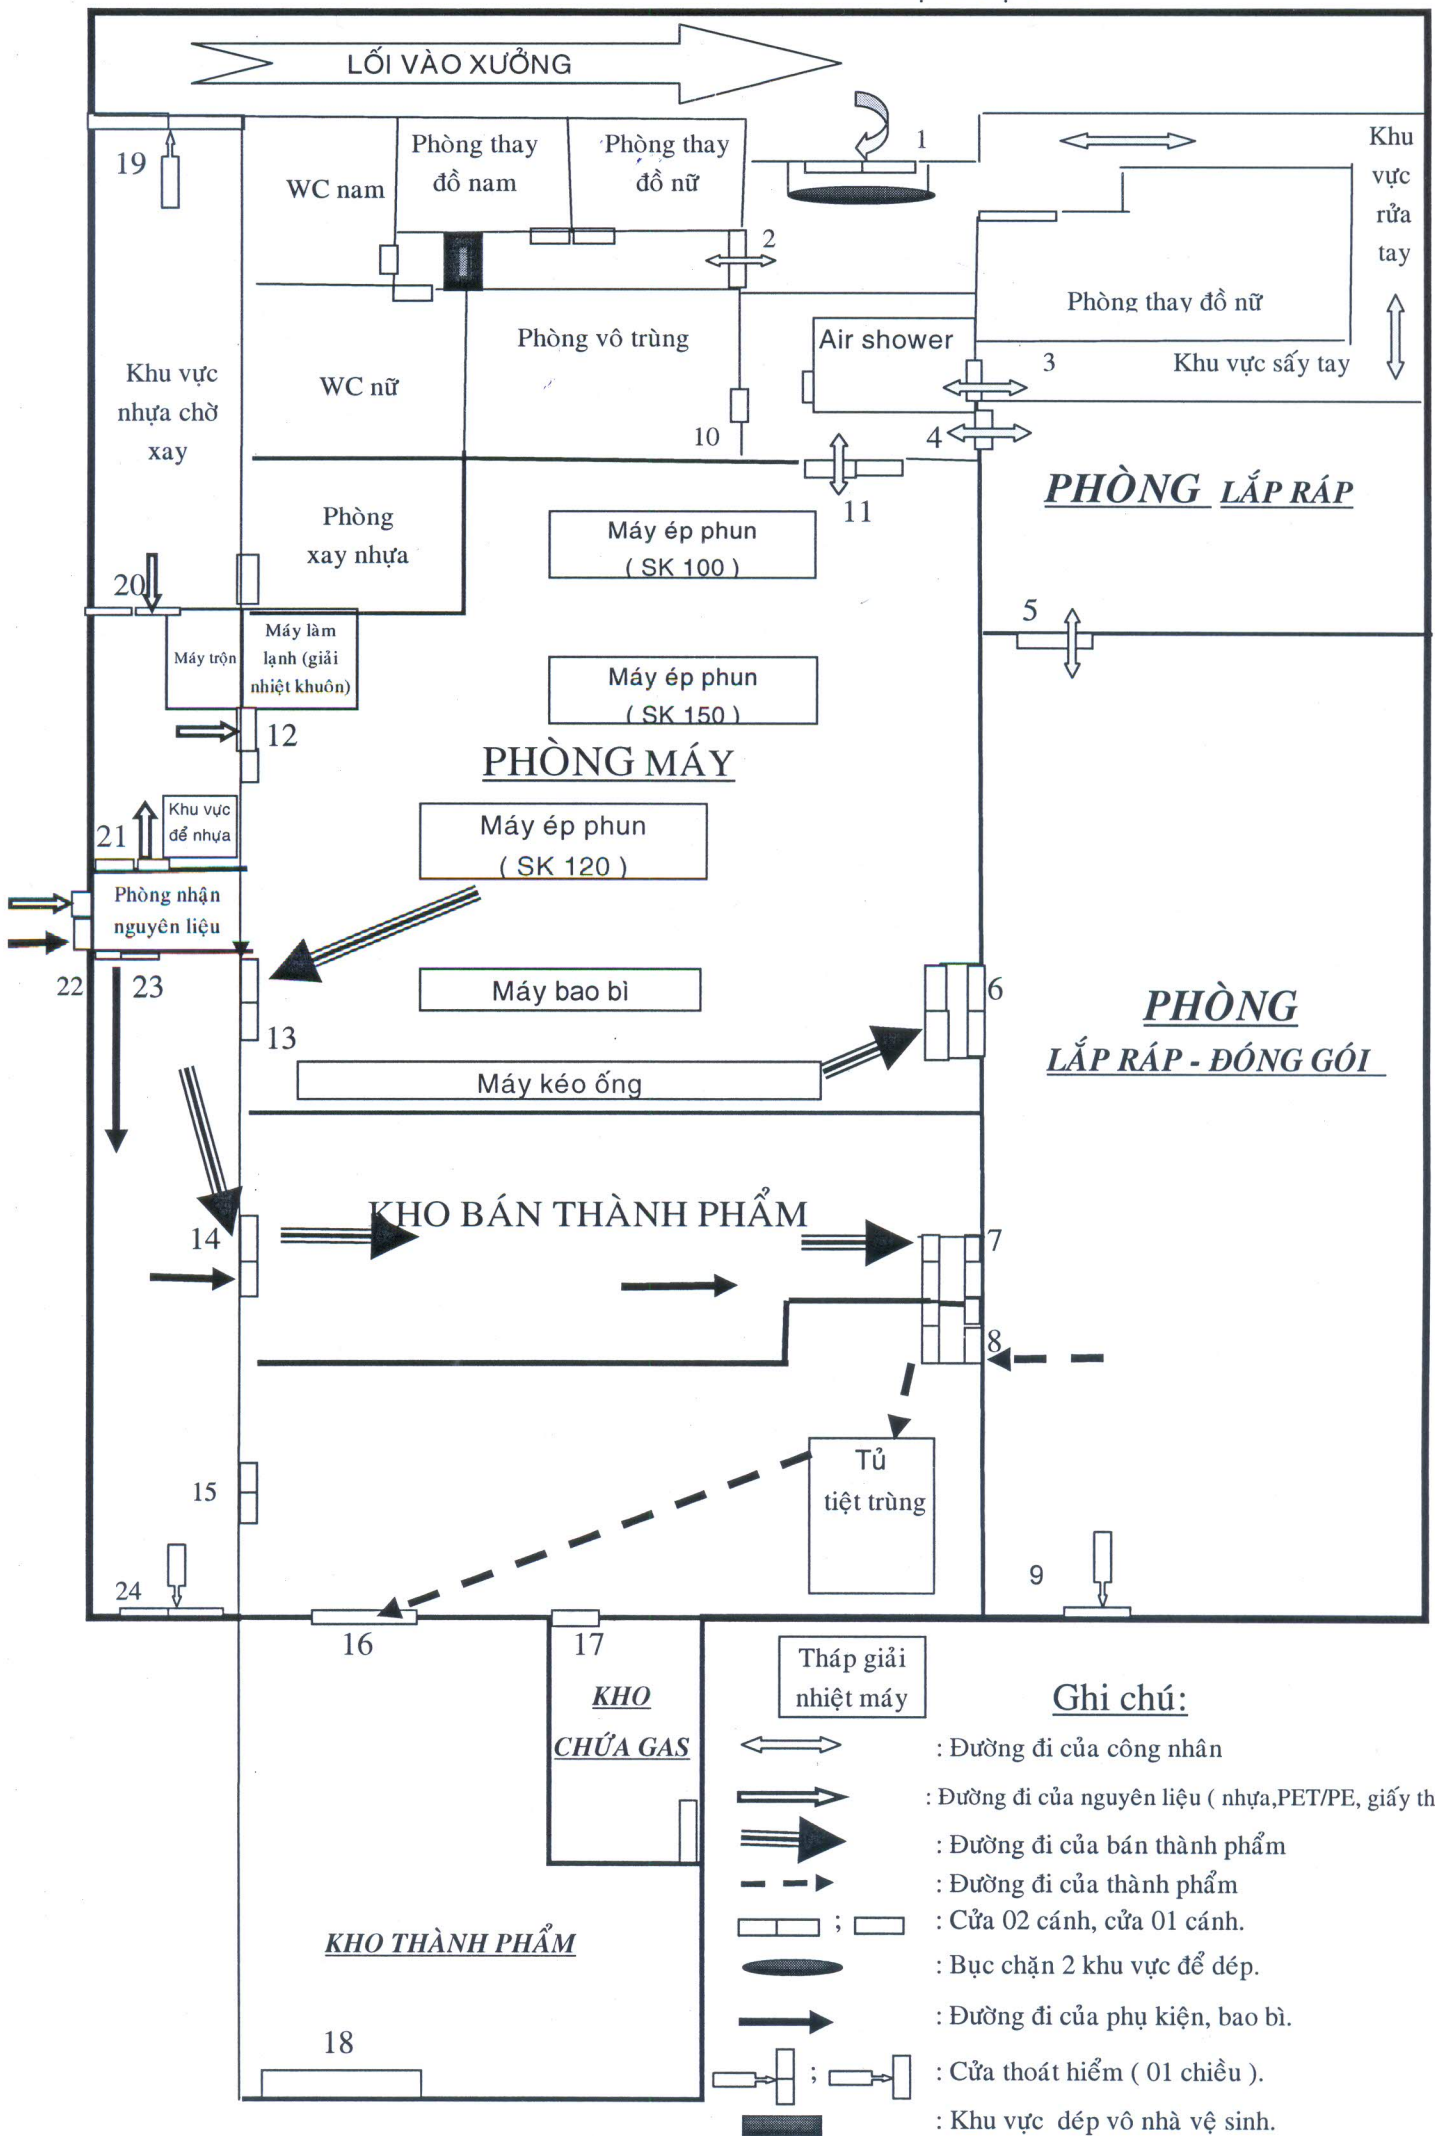 LỐI VÀO XƯỞNG
1
Khu
vực
rửa
tay
19
WC nam
Phòng thay
đồ nam
Phòng thay
đồ nữ
2
Phòng thay đồ nữ
Phòng vô trùng
Air shower
3
Khu vực sấy tay
Khu vực
nhựa chờ
xay
WC nữ
10
4
11
PHÒNG LẮP RÁP
Phòng
xay nhựa
Máy ép phun
( SK 100 )
20
5
Máy trộn
Máy làm
lạnh (giải
nhiệt khuôn)
Máy ép phun
( SK 150 )
12
PHÒNG MÁY
21
Khu vực
để nhựa
Máy ép phun
( SK 120 )
Phòng nhận
nguyên liệu
22
23
13
Máy bao bì
6
PHÒNG
LẮP RÁP - ĐÓNG GÓI
Máy kéo ống
14
KHO BÁN THÀNH PHẨM
7
8
15
Tủ
tiệt trùng
24
9
16
17
Tháp giải
nhiệt máy
KHO
CHỨA GAS
Ghi chú:
: Đường đi của công nhân
: Đường đi của nguyên liệu ( nhựa,PET/PE, giấy th
: Đường đi của bán thành phẩm
: Đường đi của thành phẩm
; : Cửa 02 cánh, cửa 01 cánh.
KHO THÀNH PHẨM
: Bục chặn 2 khu vực để dép.
: Đường đi của phụ kiện, bao bì.
18
; : Cửa thoát hiểm ( 01 chiều ).
: Khu vực dép vô nhà vệ sinh.